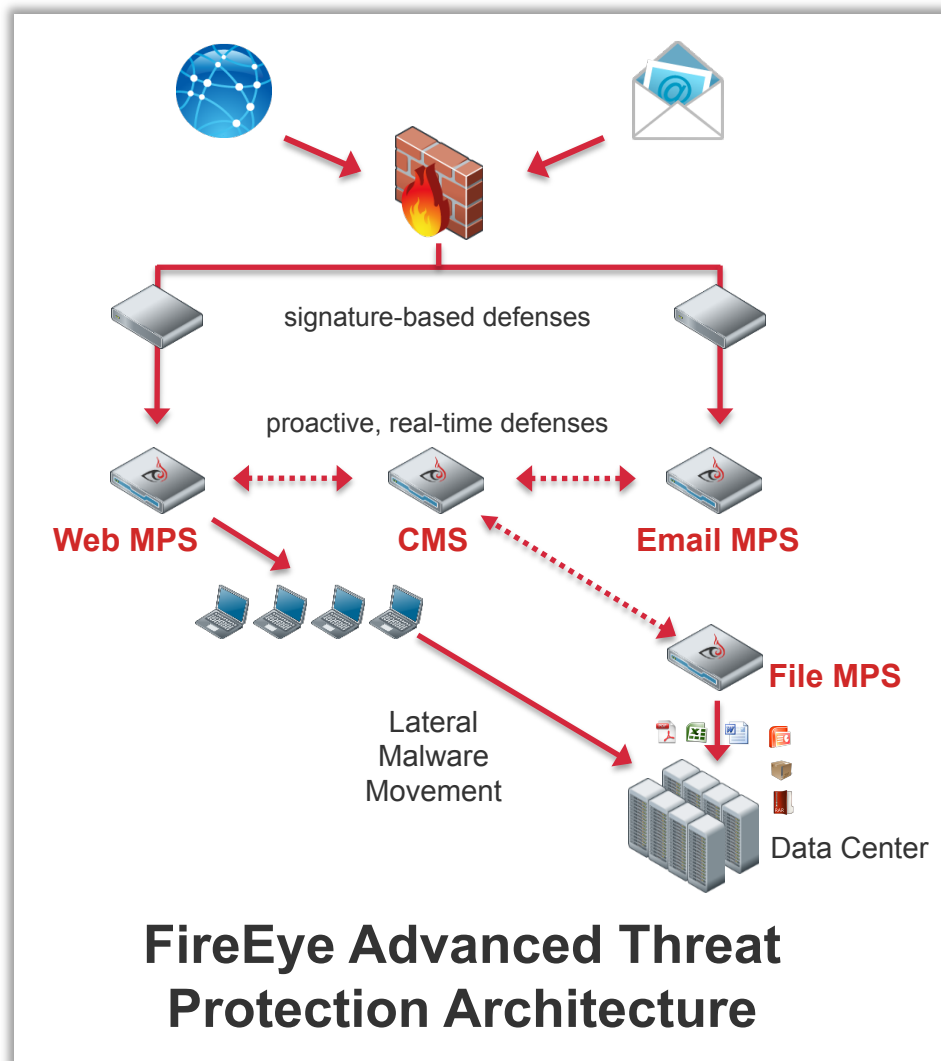 @
signature-based defenses
proactive, real-time defenses
Web MPS
CMS
Email MPS
File MPS
Lateral
Malware
Movement
RAR
Data Center
FireEye Advanced Threat
Protection Architecture